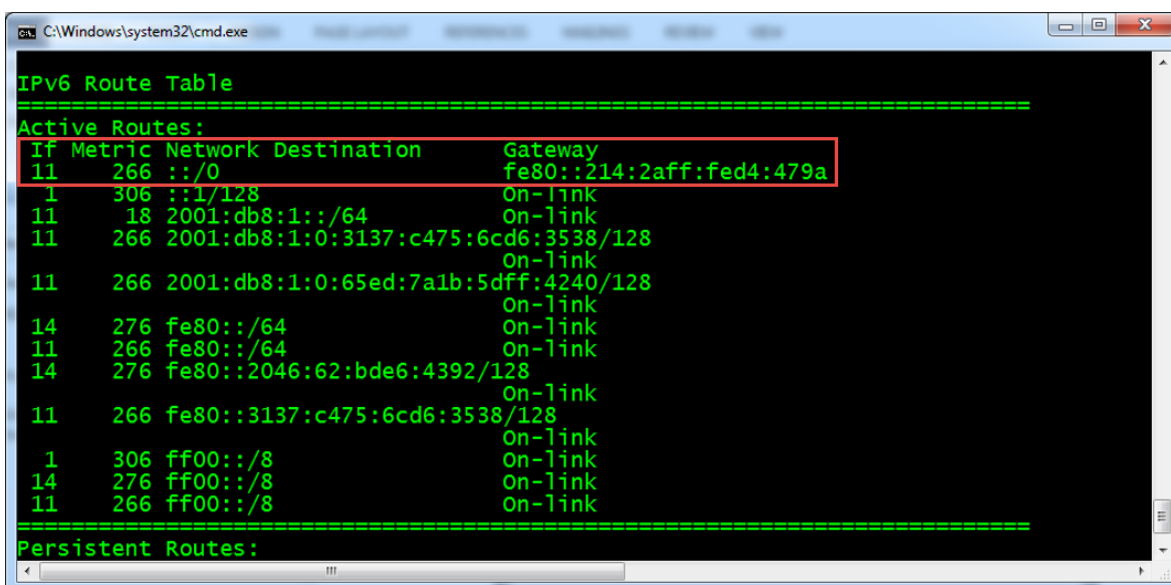 C:\Windows\system32\cmd.exe
IPv6 Route Table
===========================================================================
Active Routes:
If Metric Network Destination Gateway
11 266 ::/0 fe80::214:2aff:fed4:479a
1 306 ::1/128 On-link
11 18 2001:db8:1::/64 On-link
11 266 2001:db8:1:0:3137:c475:6cd6:3538/128
On-link
11 266 2001:db8:1:0:65ed:7a1b:5dff:4240/128
On-link
14 276 fe80::/64 On-link
11 266 fe80::/64 On-link
14 276 fe80::2046:62:bde6:4392/128
On-link
11 266 fe80::3137:c475:6cd6:3538/128
On-link
1 306 ff00::/8 On-link
14 276 ff00::/8 On-link
11 266 ff00::/8 On-link
===========================================================================
Persistent Routes: